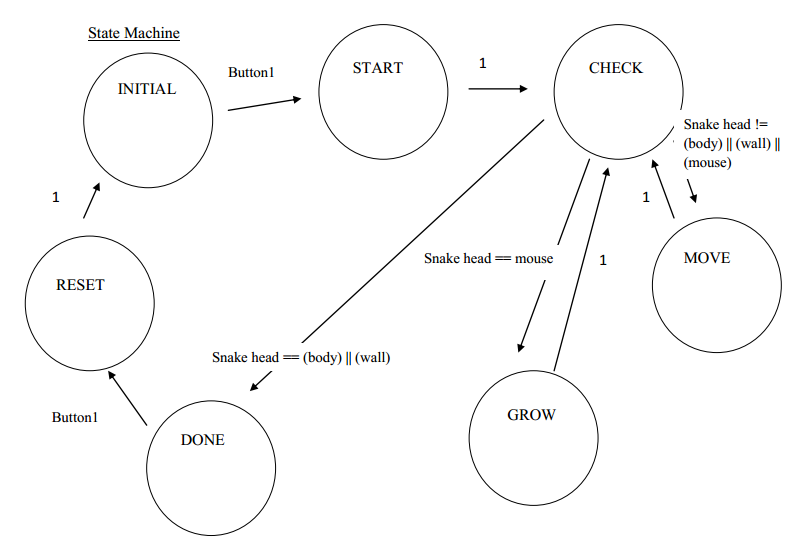 State Machine
INITIAL
Button1
START
1
CHECK
Snake head !=
(body) || (wall) ||
(mouse)
1
MOVE
Snake head == mouse
1
GROW
Snake head == (body) || (wall)
DONE
Button1
RESET
1